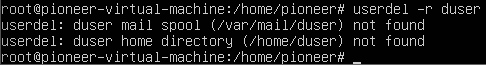 root@pioneer-virtual-machine:/home/pioneer# userdel -r duser
userdel: duser mail spool (/var/mail/duser) not found
userdel: duser home directory (/home/duser) not found
root@pioneer-virtual-machine:/home/pioneer# _